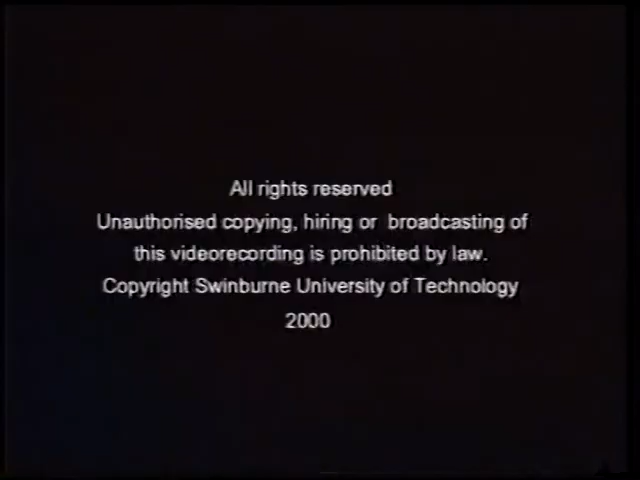 All rights reserved
Unauthorised copying, hiring or broadcasting of
this videorecording is prohibited by law.
Copyright Swinburne University of Technology
2000